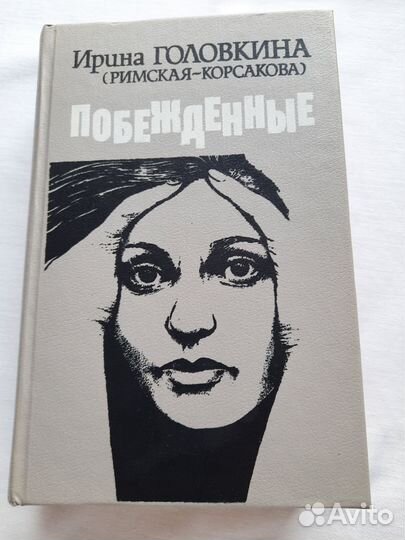 Ирина ГОЛОВКИНА
(РИМСКАЯ-КОРСАКОВА)
ПОБЕЖДЕННЫЕ
Avito